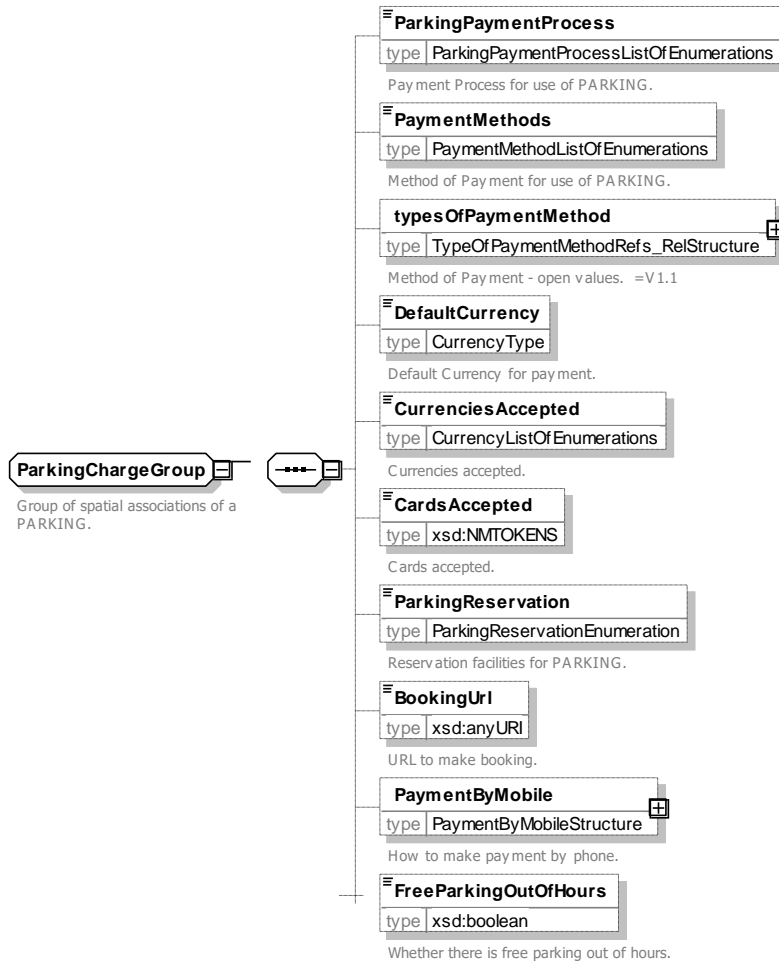 ParkingPaymentProcess
type ParkingPaymentProcessListOfEnumerations
Payment Process for use of PARKING.
PaymentMethods
type PaymentMethodListOfEnumerations
Method of Payment for use of PARKING.
typesOfPaymentMethod
type TypeOfPaymentMethodRefs_RelStructure
Method of Payment - open values. =V1.1
DefaultCurrency
type CurrencyType
Default Currency for payment.
CurrenciesAccepted
type CurrencyListOfEnumerations
Currencies accepted.
ParkingChargeGroup
Group of spatial associations of a
PARKING.
CardsAccepted
type xsd:NMTOKENS
Cards accepted.
ParkingReservation
type ParkingReservationEnumeration
Reservation facilities for PARKING.
BookingUrl
type xsd:anyURI
URL to make booking.
PaymentByMobile
type PaymentByMobileStructure
How to make payment by phone.
FreeParkingOutOfHours
type xsd:boolean
Whether there is free parking out of hours.